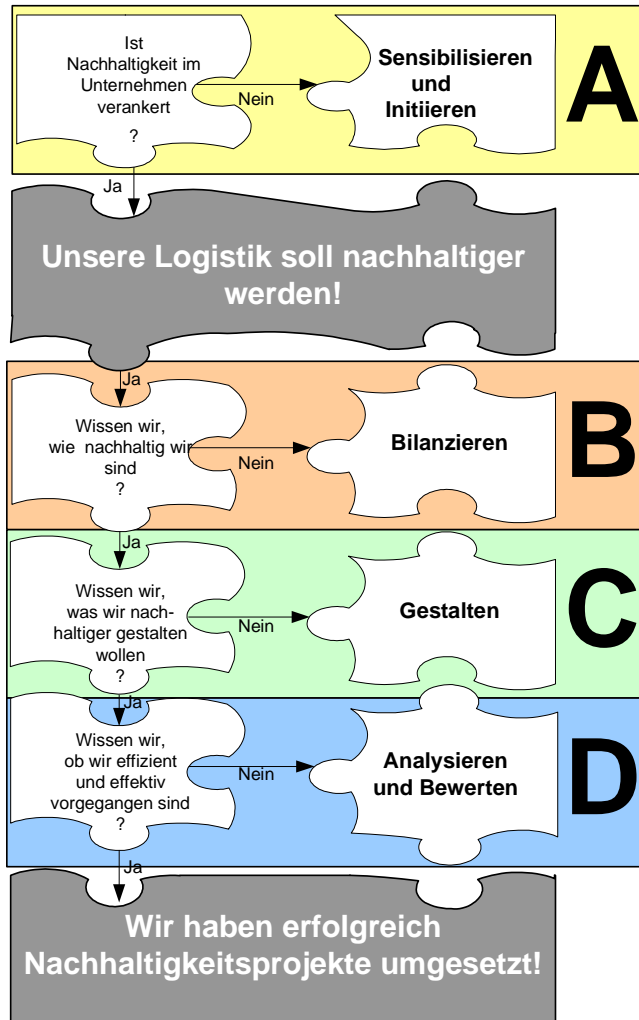 Ist
Nachhaltigkeit im
Unternehmen
verankert
?
Nein
Sensibilisieren
und
Initiieren
A
Ja
Unsere Logistik soll nachhaltiger
werden!
Ja
Wissen wir,
wie nachhaltig wir
sind
?
Nein
Bilanzieren
B
Ja
Wissen wir,
was wir nach-
haltiger gestalten
wollen
?
Nein
Gestalten
C
Ja
Wissen wir,
ob wir effizient
und effektiv
vorgegangen sind
?
Nein
Analysieren
und Bewerten
D
Ja
Wir haben erfolgreich
Nachhaltigkeitsprojekte umgesetzt!